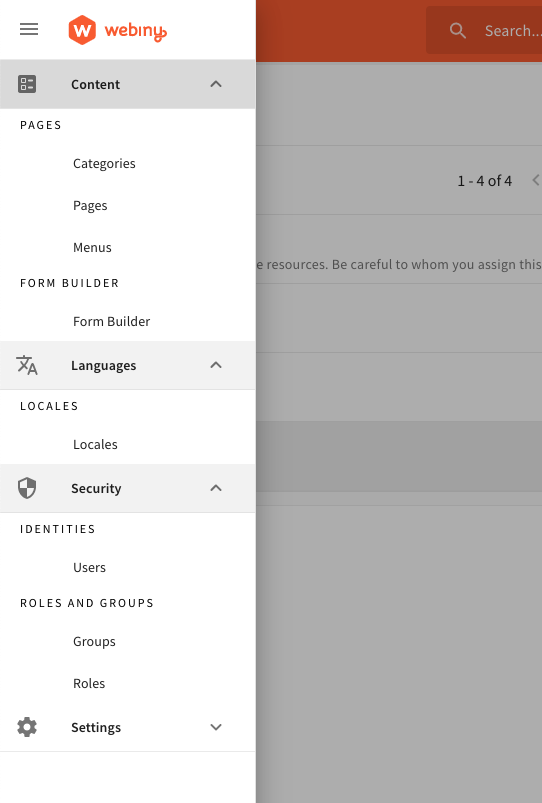 webiny
Search...
Content
PAGES
Categories
1 - 4 of 4
Pages
Menus
e resources. Be careful to whom you assign this
FORM BUILDER
Form Builder
Languages
LOCALES
Locales
Security
IDENTITIES
Users
ROLES AND GROUPS
Groups
Roles
Settings